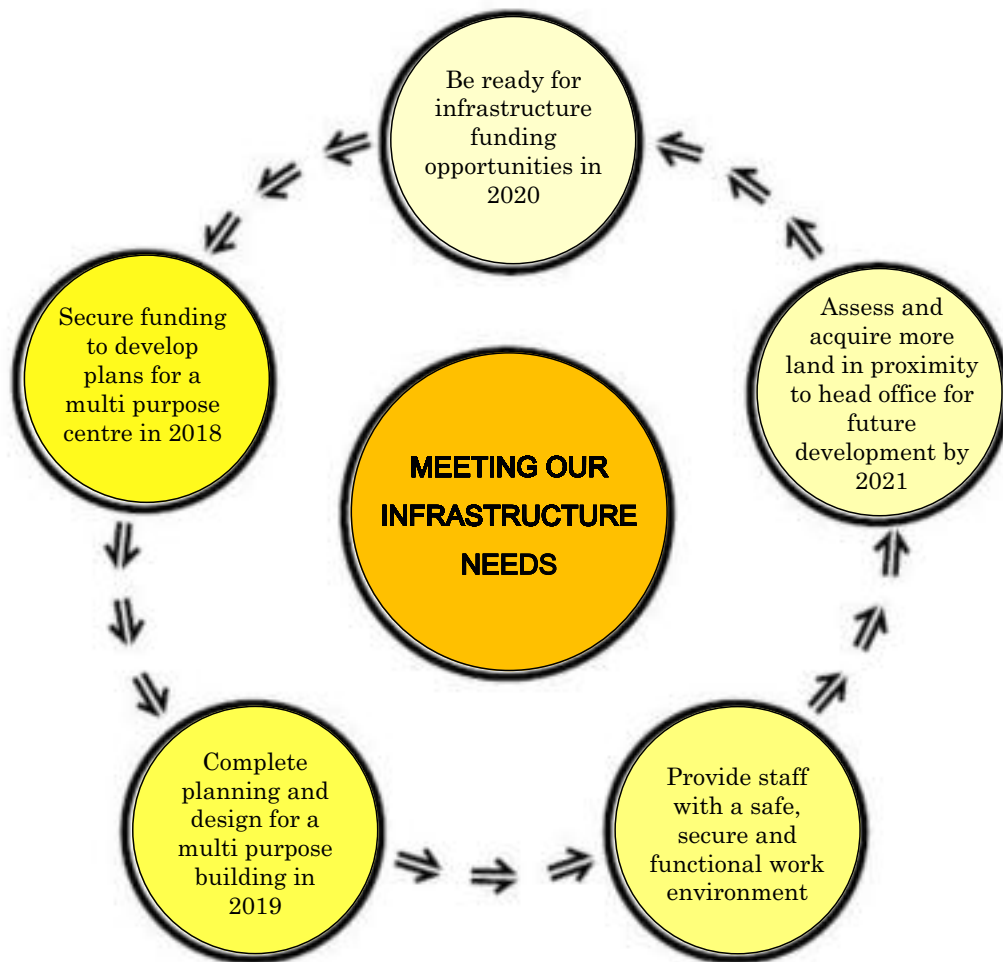 Be ready for
infrastructure
funding
opportunities in
2020
Secure funding
to develop
plans for a
multi purpose
centre in 2018
Assess and
acquire more
land in proximity
to head office for
future
development by
2021
MEETING OUR
INFRASTRUCTURE
NEEDS
Complete
planning and
design for a
multi purpose
building in
2019
Provide staff
with a safe,
secure and
functional work
environment